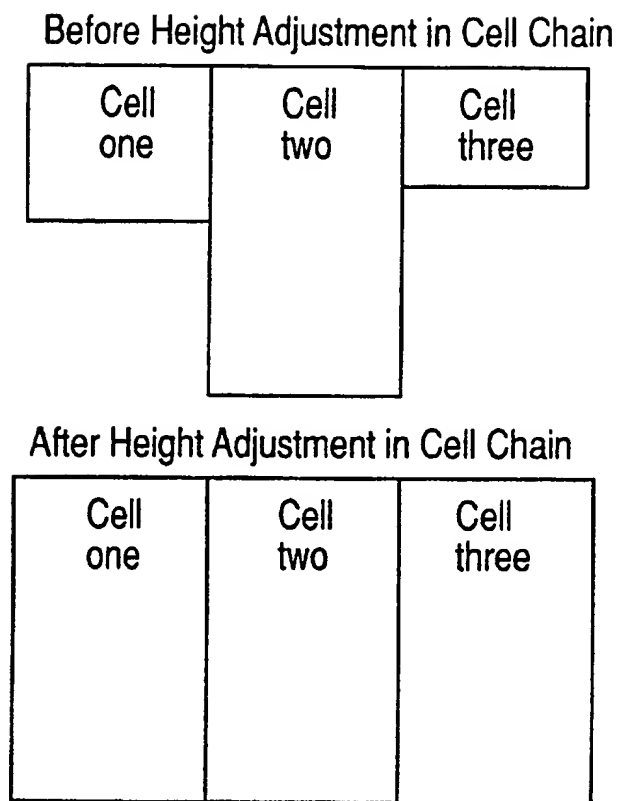 Before Height Adjustment in Cell Chain
Cell Cell Cell
one two three
After Height Adjustment in Cell Chain
Cell Cell Cell
one two three